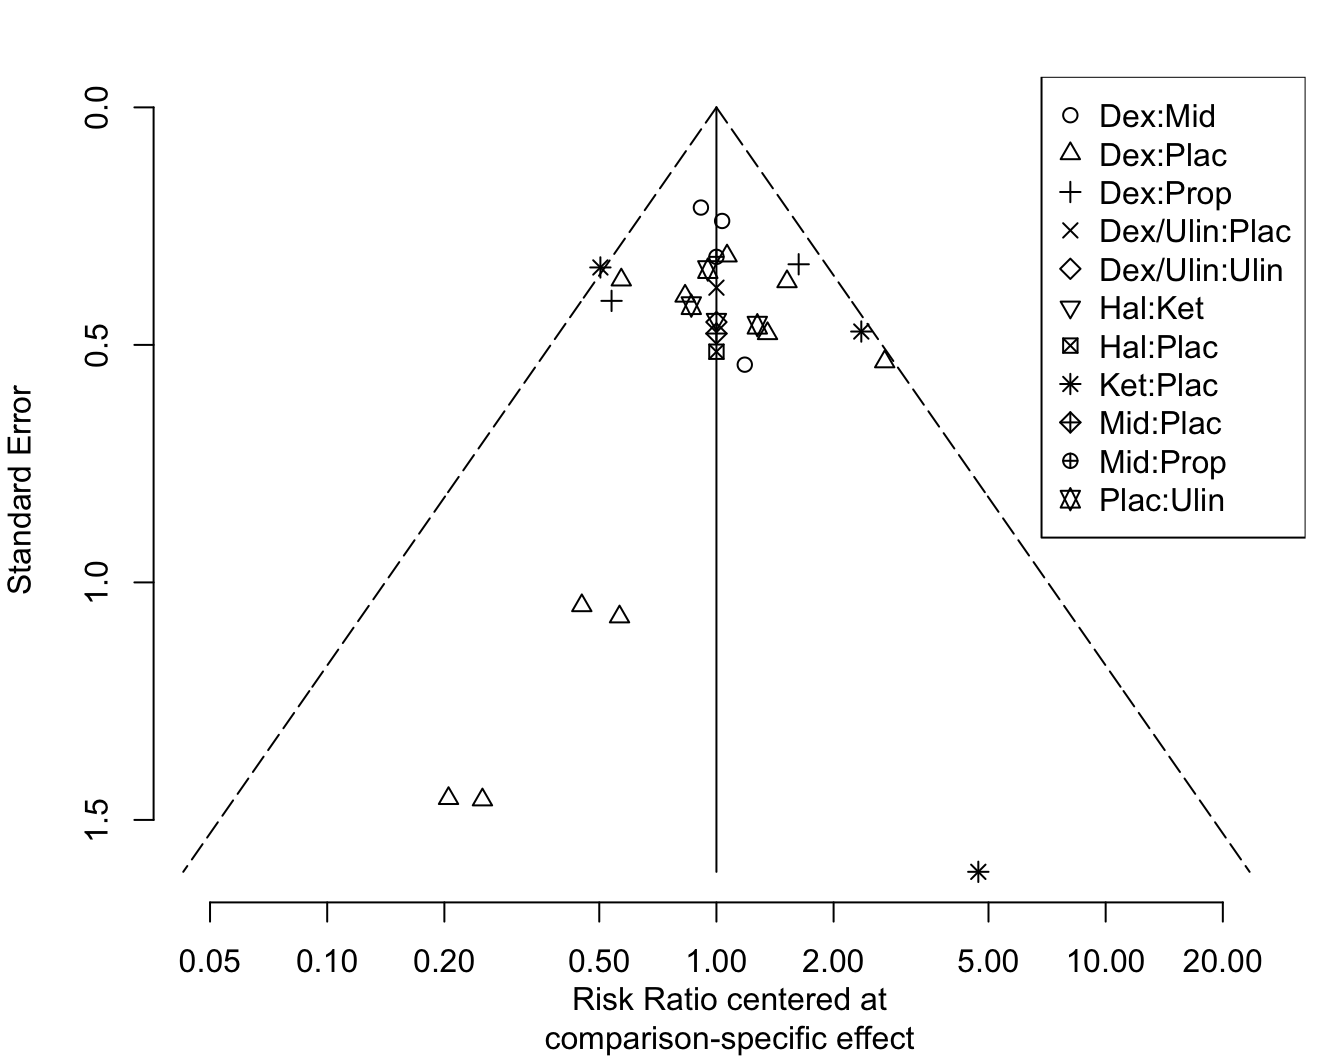 0.0
0.5
1.0
1.5
Standard Error
Dex:Mid
Dex:Plac
Dex:Prop
Dex/Ulin:Plac
Dex/Ulin:Ulin
Hal:Ket
Hal:Plac
Ket:Plac
Mid:Plac
Mid:Prop
Plac:Ulin
0.05 0.10 0.20 0.50 1.00 2.00 5.00 10.00 20.00
Risk Ratio centered at
comparison-specific effect